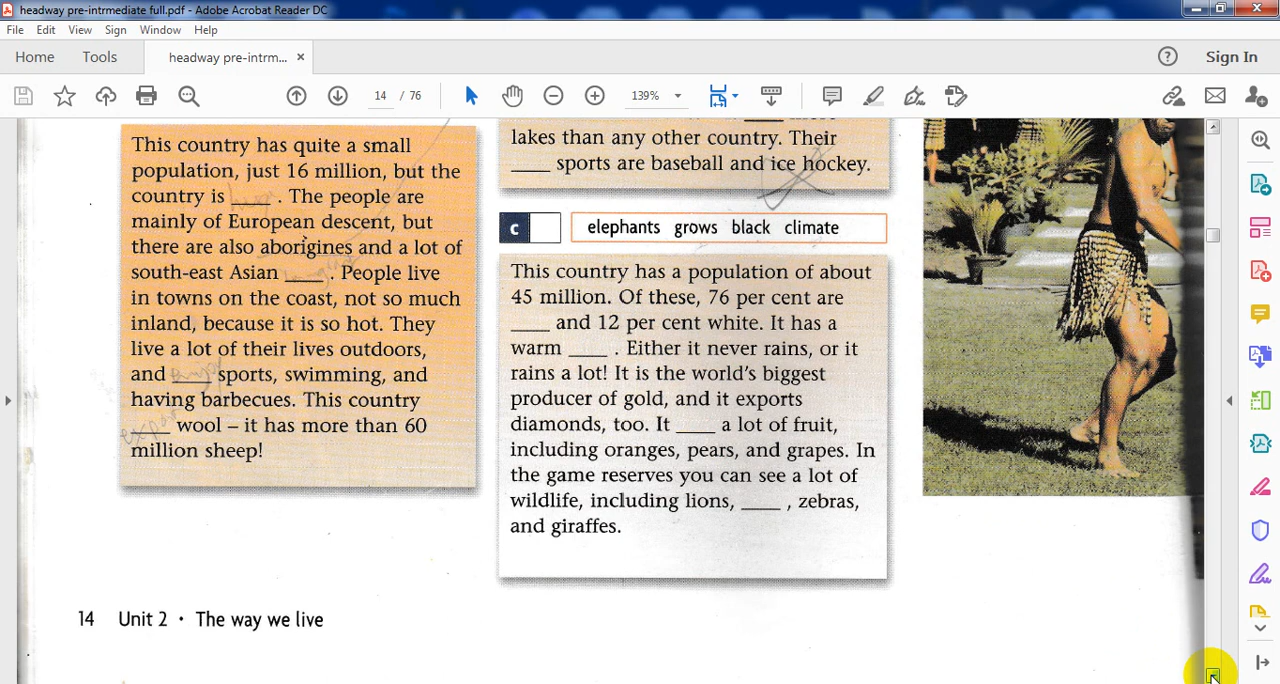 headway pre-intrmediate full.pdf - Adobe Acrobat Reader DC
File Edit View Sign Window Help
Home Tools headway pre-intrm... ×
Sign In
14 / 76
139%
This country has quite a small
population, just 16 million, but the
country is ____ . The people are
mainly of European descent, but
there are also aborigines and a lot of
south-east Asian ____ . People live
in towns on the coast, not so much
inland, because it is so hot. They
live a lot of their lives outdoors,
and enjoy sports, swimming, and
having barbecues. This country
____ wool – it has more than 60
million sheep!
lakes than any other country. Their
____ sports are baseball and ice hockey.
c
elephants grows black climate
This country has a population of about
45 million. Of these, 76 per cent are
____ and 12 per cent white. It has a
warm ____ . Either it never rains, or it
rains a lot! It is the world's biggest
producer of gold, and it exports
diamonds, too. It ____ a lot of fruit,
including oranges, pears, and grapes. In
the game reserves you can see a lot of
wildlife, including lions, ____ , zebras,
and giraffes.
14 Unit 2 • The way we live